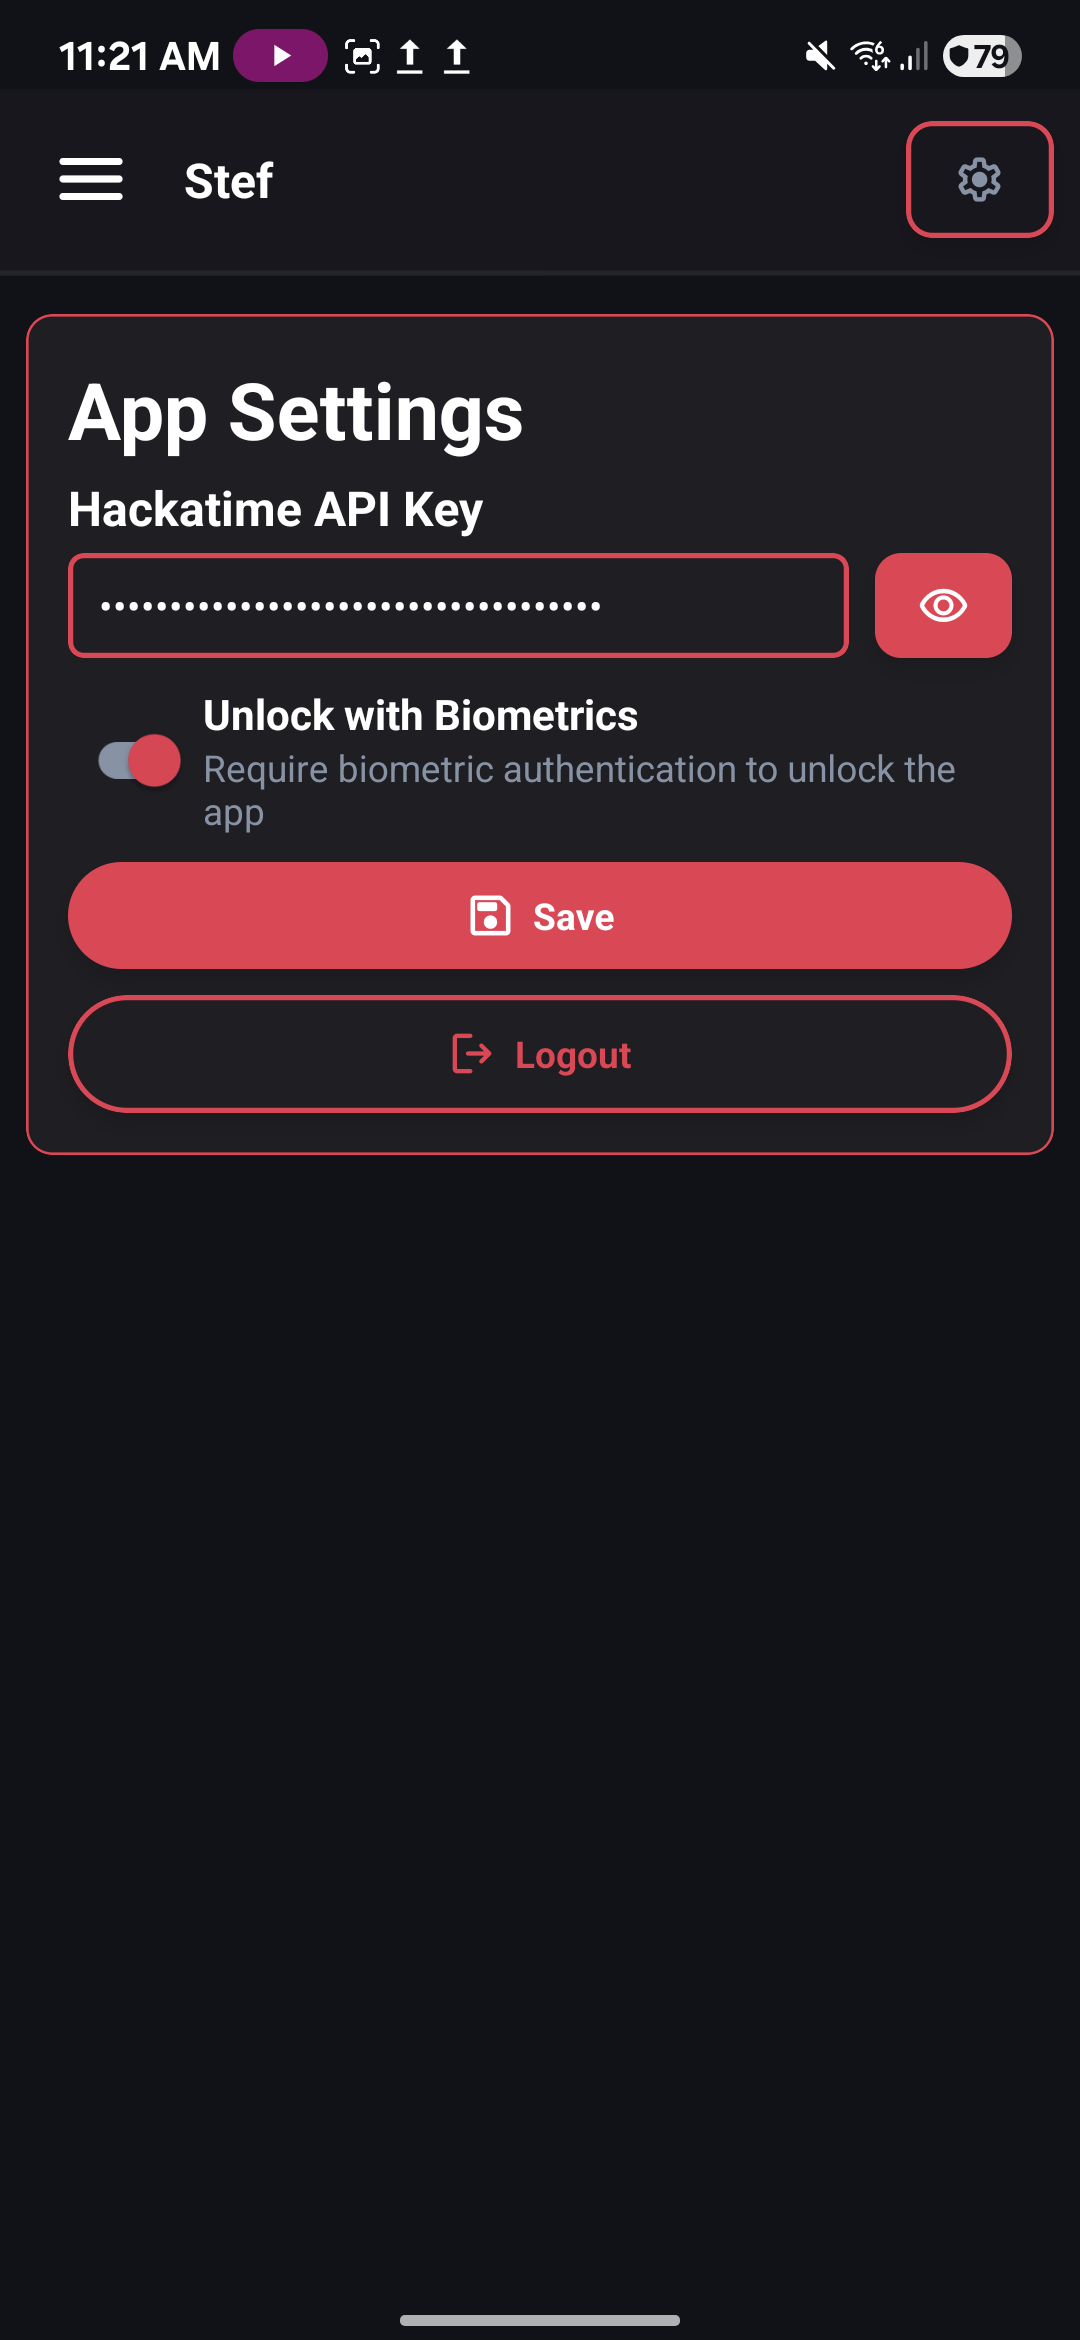 11:21 AM
6
79
Stef
App Settings
Hackatime API Key
••••••••••••••••••••••••••••••••••••
Unlock with Biometrics
Require biometric authentication to unlock the
app
Save
Logout